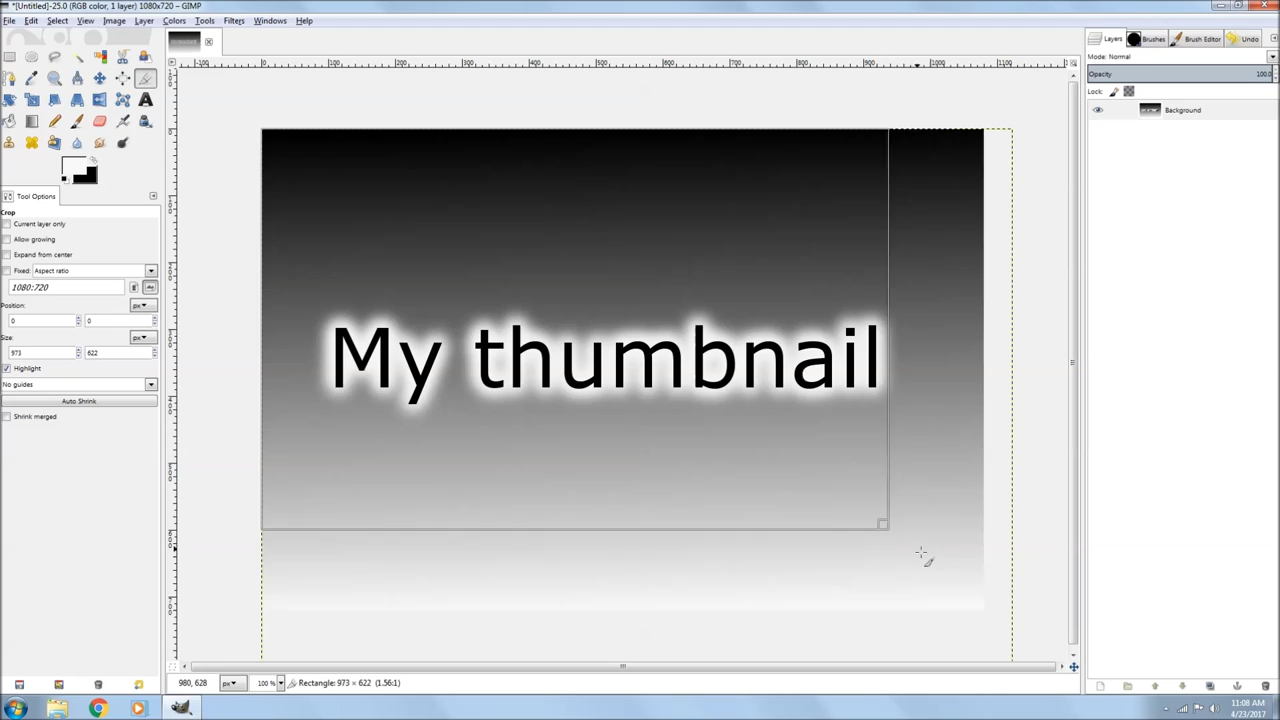 *[Untitled]-25.0 (RGB color, 1 layer) 1080x720 – GIMP
File Edit Select View Image Layer Colors Tools Filters Windows Help
Layers Brushes Brush Editor Undo
Mode: Normal
Opacity 100.0
Lock:
Background
Tool Options
Crop
Current layer only
Allow growing
Expand from center
Fixed: Aspect ratio
1080:720
Position: px
0 0
Size: px
973 622
Highlight
No guides
Auto Shrink
Shrink merged
My thumbnail
980, 628 px 100 % Rectangle: 973 × 622 (1.56:1)
11:08 AM
4/23/2017